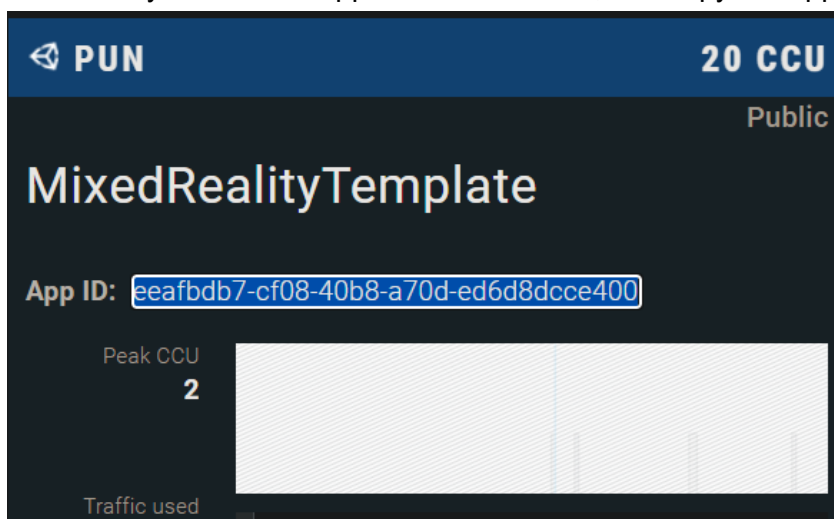 PUN
20 CCU
Public
MixedRealityTemplate
App ID: eeafbdb7-cf08-40b8-a70d-ed6d8dcce400
Peak CCU
2
Traffic used